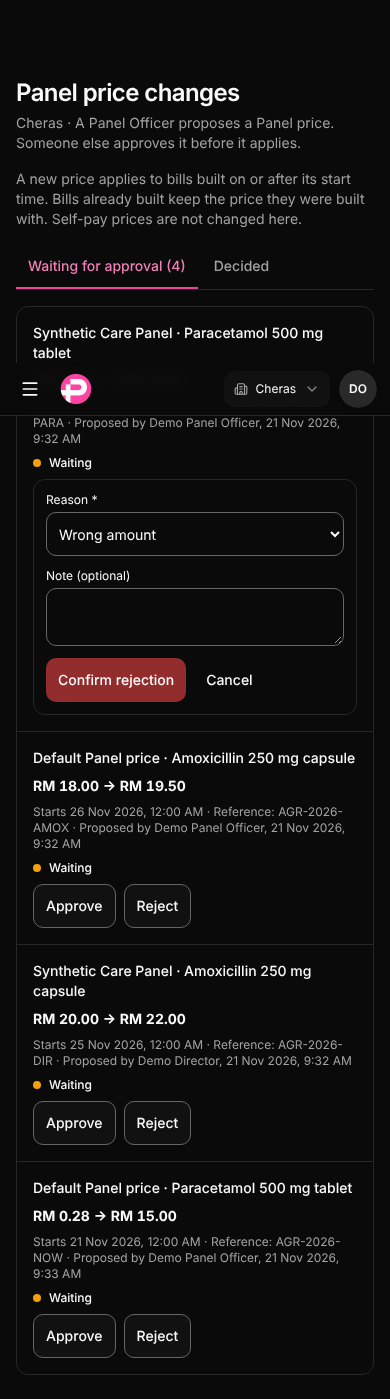 Panel price changes
Cheras · A Panel Officer proposes a Panel price.
Someone else approves it before it applies.
A new price applies to bills built on or after its start
time. Bills already built keep the price they were built
with. Self-pay prices are not changed here.
Waiting for approval (4)
Decided
Synthetic Care Panel · Paracetamol 500 mg
tablet
Cheras
DO
PARA · Proposed by Demo Panel Officer, 21 Nov 2026,
9:32 AM
Waiting
Reason *
Wrong amount
Note (optional)
Confirm rejection
Cancel
Default Panel price · Amoxicillin 250 mg capsule
RM 18.00 → RM 19.50
Starts 26 Nov 2026, 12:00 AM · Reference: AGR-2026-
AMOX · Proposed by Demo Panel Officer, 21 Nov 2026,
9:32 AM
Waiting
Approve
Reject
Synthetic Care Panel · Amoxicillin 250 mg
capsule
RM 20.00 → RM 22.00
Starts 25 Nov 2026, 12:00 AM · Reference: AGR-2026-
DIR · Proposed by Demo Director, 21 Nov 2026, 9:32 AM
Waiting
Approve
Reject
Default Panel price · Paracetamol 500 mg tablet
RM 0.28 → RM 15.00
Starts 21 Nov 2026, 12:00 AM · Reference: AGR-2026-
NOW · Proposed by Demo Panel Officer, 21 Nov 2026,
9:33 AM
Waiting
Approve
Reject